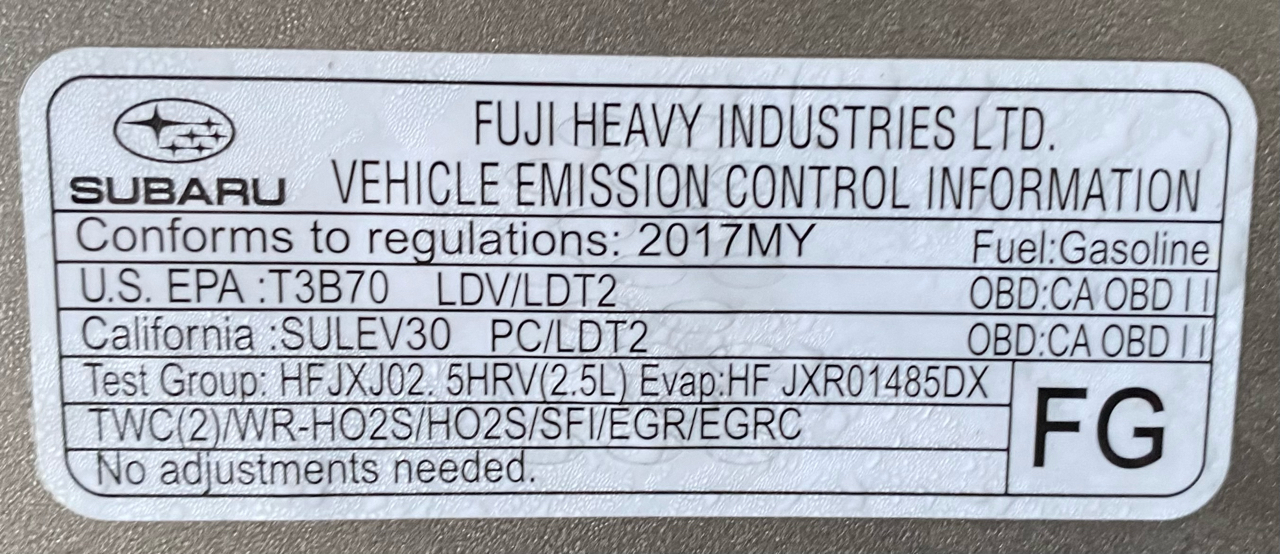 FUJI HEAVY INDUSTRIES LTD.
SUBARU VEHICLE EMISSION CONTROL INFORMATION
Conforms to regulations: 2017MY Fuel:Gasoline
U.S. EPA :T3B70 LDV/LDT2 OBD:CA OBD II
California :SULEV30 PC/LDT2 OBD:CA OBD II
Test Group: HFJXJ02. 5HRV(2.5L) Evap:HF JXR01485DX
TWC(2)/WR-HO2S/HO2S/SFI/EGR/EGRC
FG
No adjustments needed.